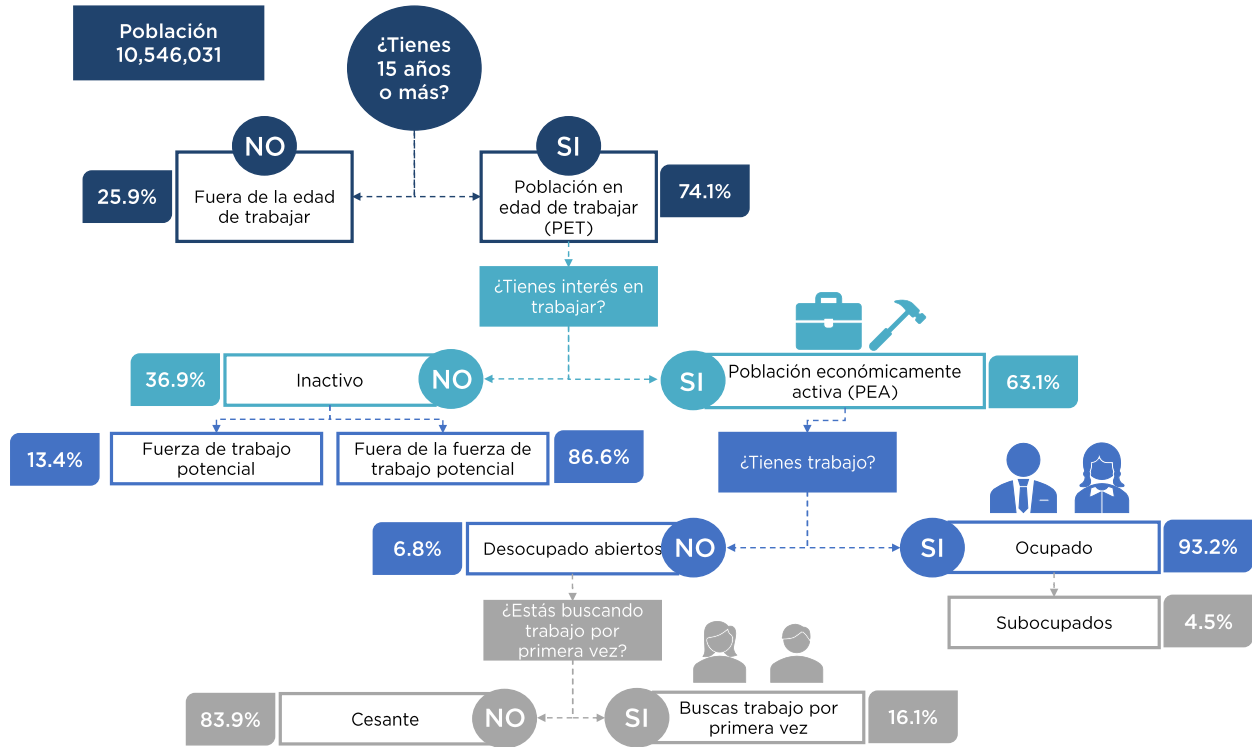 Población
10,546,031
¿Tienes
15 años
o más?
NO
SI
25.9%
Fuera de la edad
de trabajar
Población en
edad de trabajar
(PET)
74.1%
¿Tienes interés en
trabajar?
36.9%
Inactivo
NO
SI
Población económicamente
activa (PEA)
63.1%
13.4%
Fuerza de trabajo
potencial
Fuera de la fuerza de
trabajo potencial
86.6%
¿Tienes trabajo?
6.8%
Desocupado abiertos
NO
SI
Ocupado
93.2%
¿Estás buscando
trabajo por
primera vez?
Subocupados
4.5%
83.9%
Cesante
NO
SI
Buscas trabajo por
primera vez
16.1%